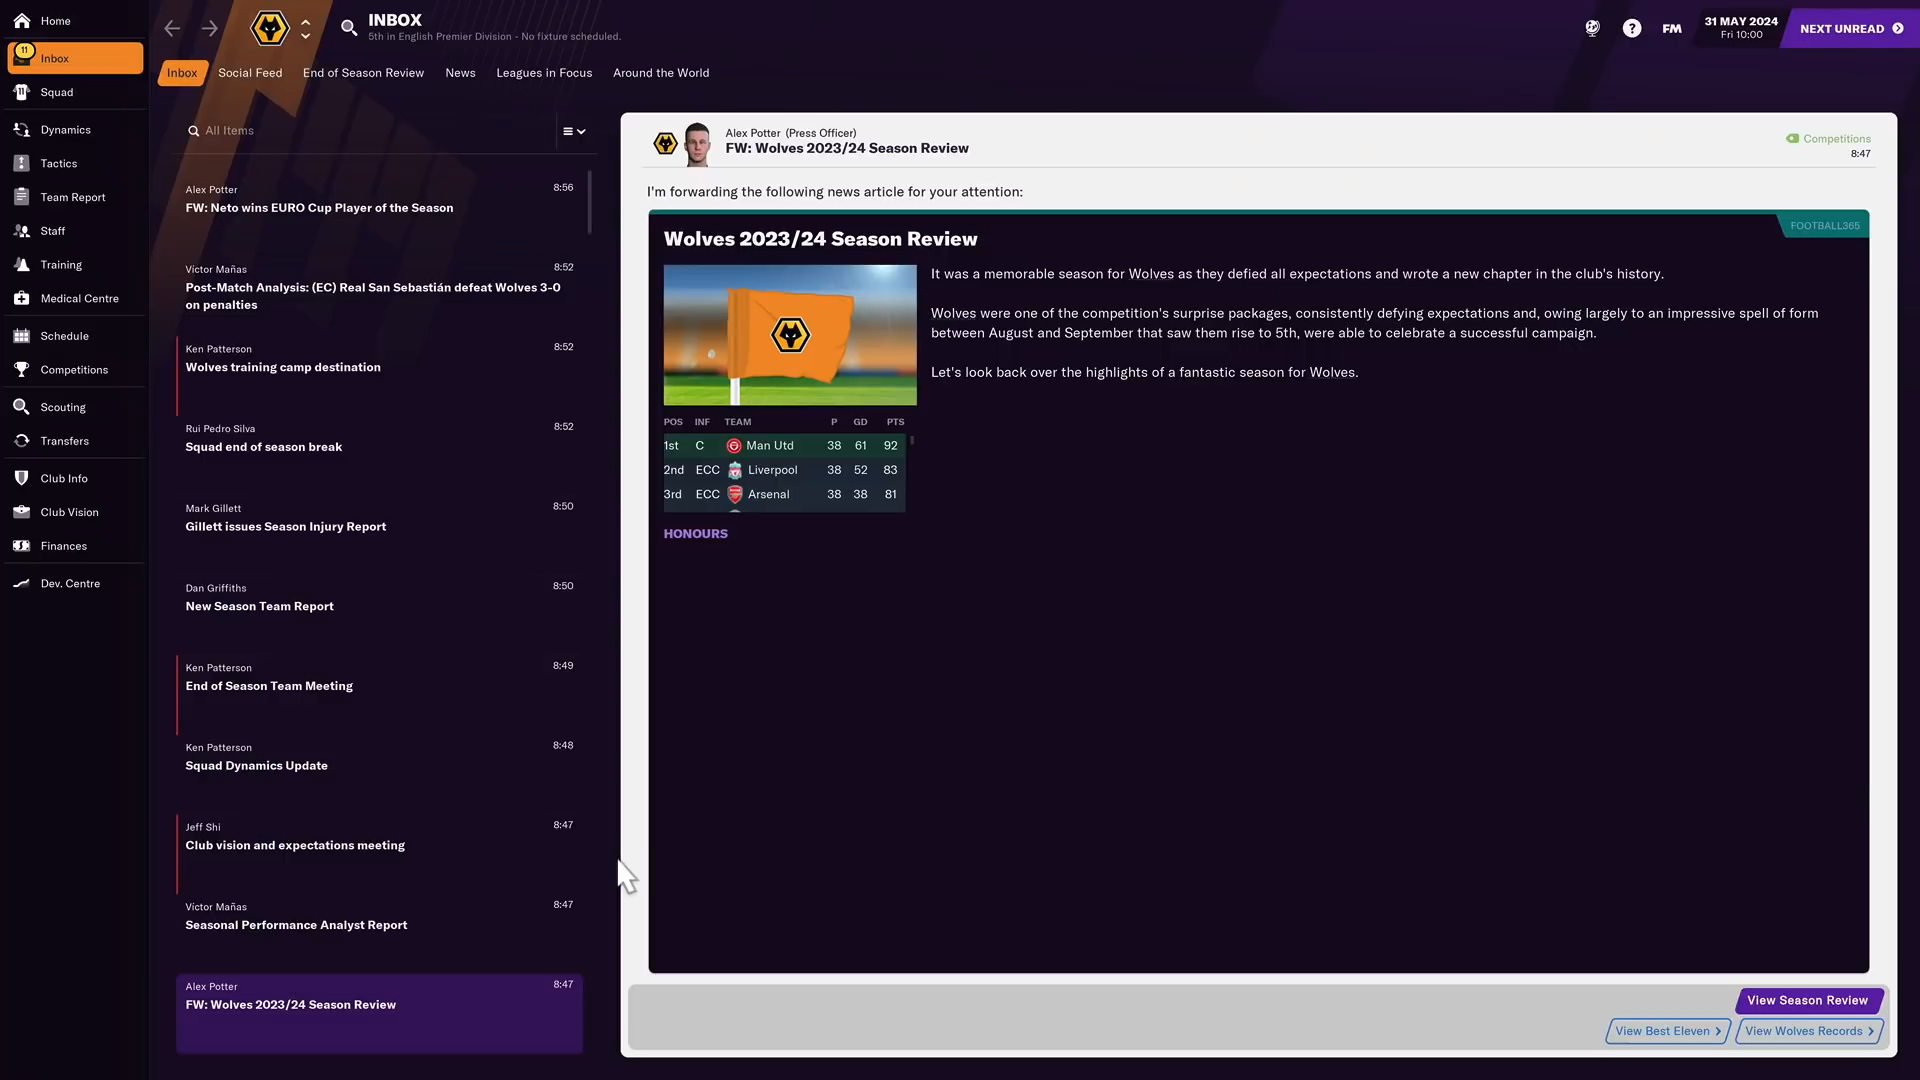 Home
11
Inbox
Squad
Dynamics
Tactics
Team Report
Staff
Training
Medical Centre
Schedule
Competitions
Scouting
Transfers
Club Info
Club Vision
Finances
Dev. Centre
INBOX
5th in English Premier Division - No fixture scheduled.
FM
31 MAY 2024
Fri 10:00
NEXT UNREAD
Inbox
Social Feed
End of Season Review
News
Leagues in Focus
Around the World
All Items
Alex Potter 8:56
FW: Neto wins EURO Cup Player of the Season
Víctor Mañas 8:52
Post-Match Analysis: (EC) Real San Sebastián defeat Wolves 3-0
on penalties
Ken Patterson 8:52
Wolves training camp destination
Rui Pedro Silva 8:52
Squad end of season break
Mark Gillett 8:50
Gillett issues Season Injury Report
Dan Griffiths 8:50
New Season Team Report
Ken Patterson 8:49
End of Season Team Meeting
Ken Patterson 8:48
Squad Dynamics Update
Jeff Shi 8:47
Club vision and expectations meeting
Víctor Mañas 8:47
Seasonal Performance Analyst Report
Alex Potter 8:47
FW: Wolves 2023/24 Season Review
Alex Potter (Press Officer)
FW: Wolves 2023/24 Season Review
Competitions
8:47
I'm forwarding the following news article for your attention:
FOOTBALL365
Wolves 2023/24 Season Review
It was a memorable season for Wolves as they defied all expectations and wrote a new chapter in the club's history.
Wolves were one of the competition's surprise packages, consistently defying expectations and, owing largely to an impressive spell of form
between August and September that saw them rise to 5th, were able to celebrate a successful campaign.
Let's look back over the highlights of a fantastic season for Wolves.
POS INF TEAM P GD PTS
1st C Man Utd 38 61 92
2nd ECC Liverpool 38 52 83
3rd ECC Arsenal 38 38 81
HONOURS
View Season Review
View Best Eleven >
View Wolves Records >